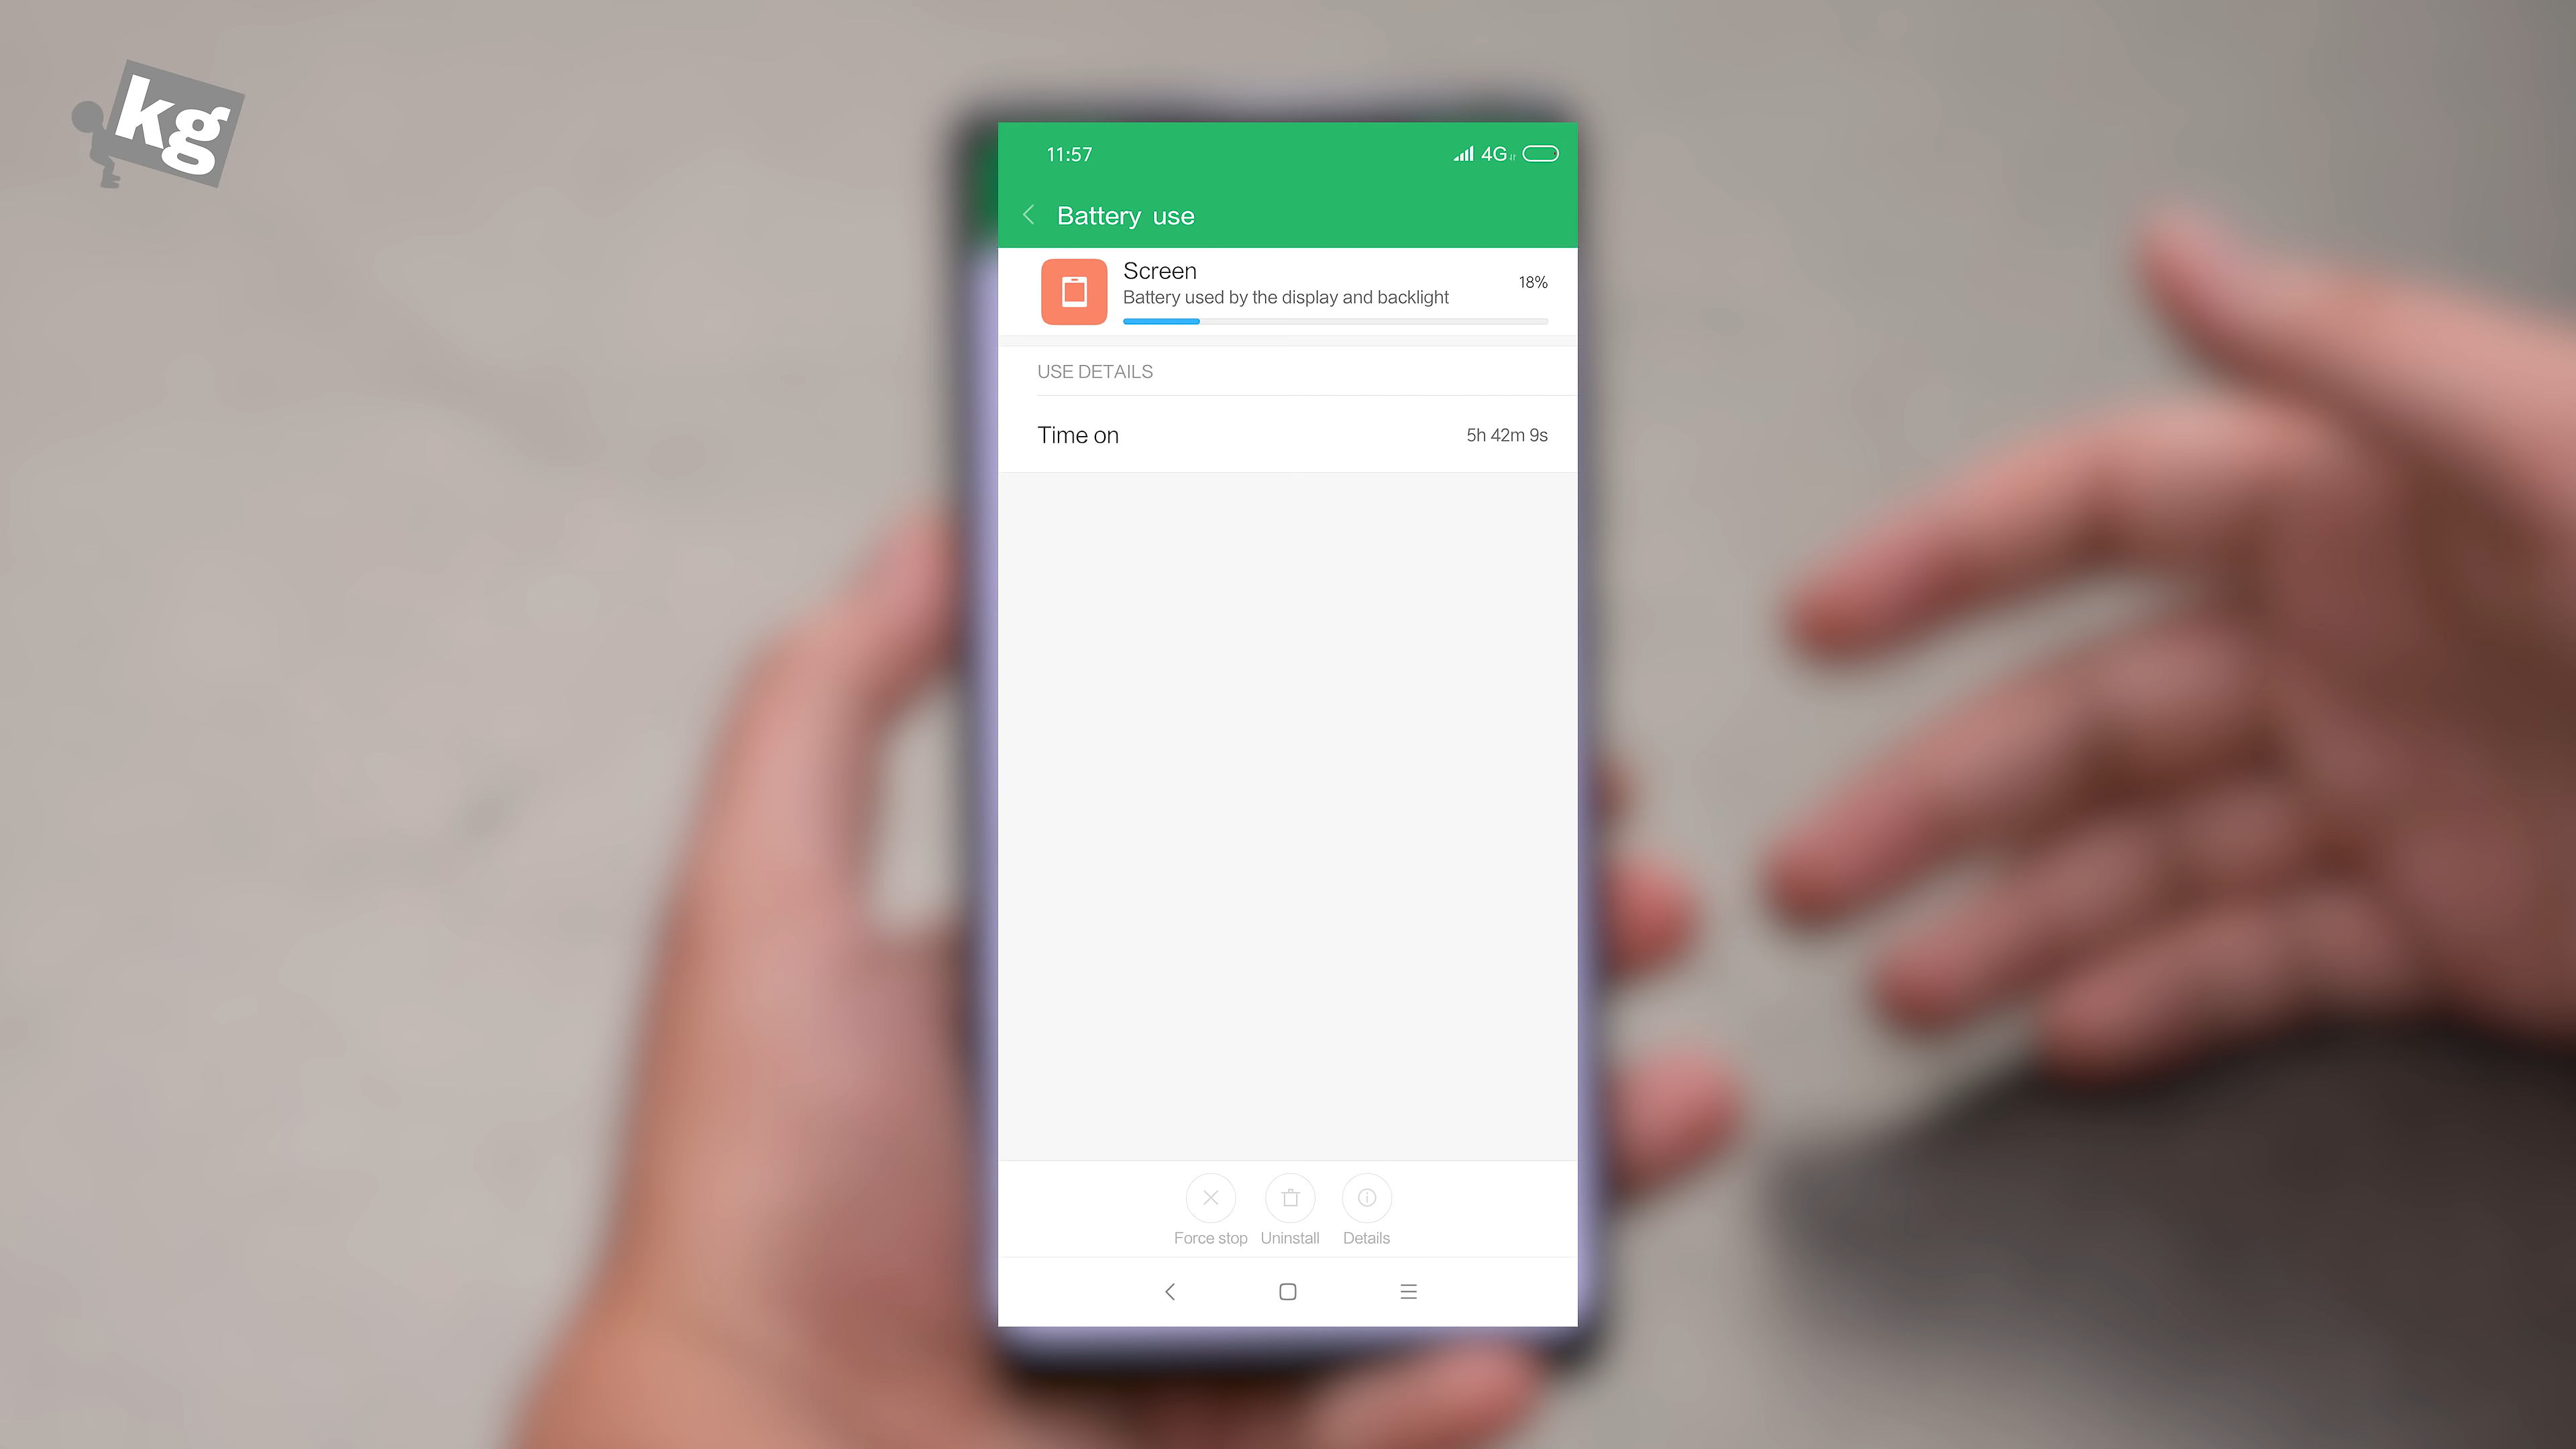 kg
11:57 4G
Battery use
Screen
18%
Battery used by the display and backlight
USE DETAILS
Time on 5h 42m 9s
Force stop Uninstall Details